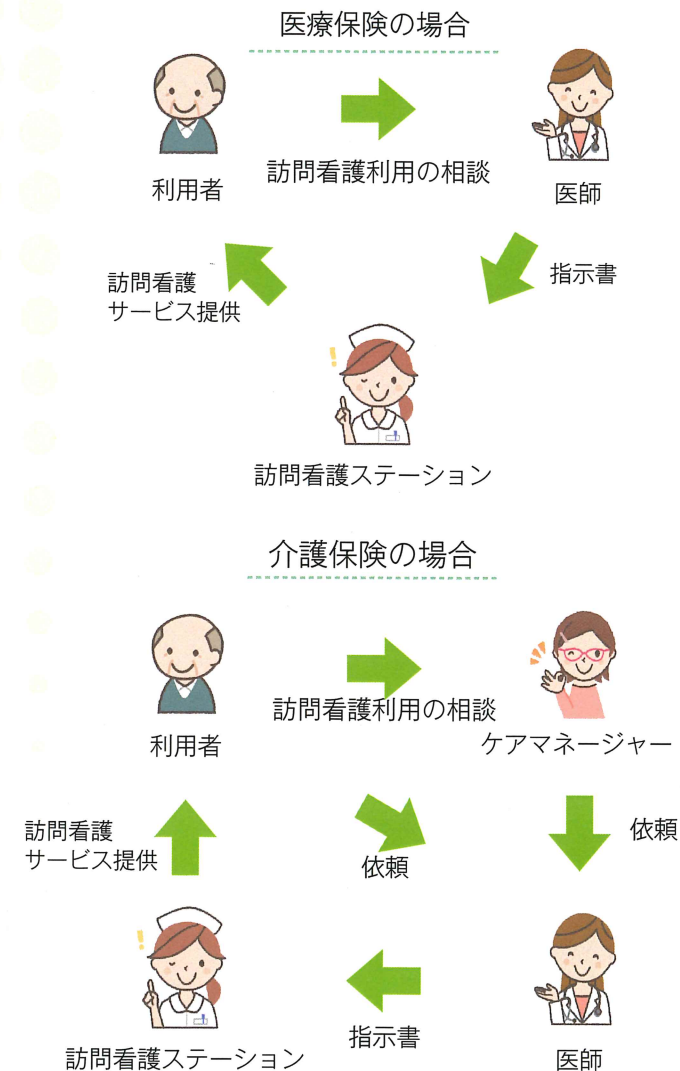 医療保険の場合
訪問看護利用の相談
利用者
医師
指示書
訪問看護
サービス提供
訪問看護ステーション
介護保険の場合
訪問看護利用の相談
利用者
ケアマネージャー
訪問看護
サービス提供
依頼
依頼
指示書
訪問看護ステーション
医師